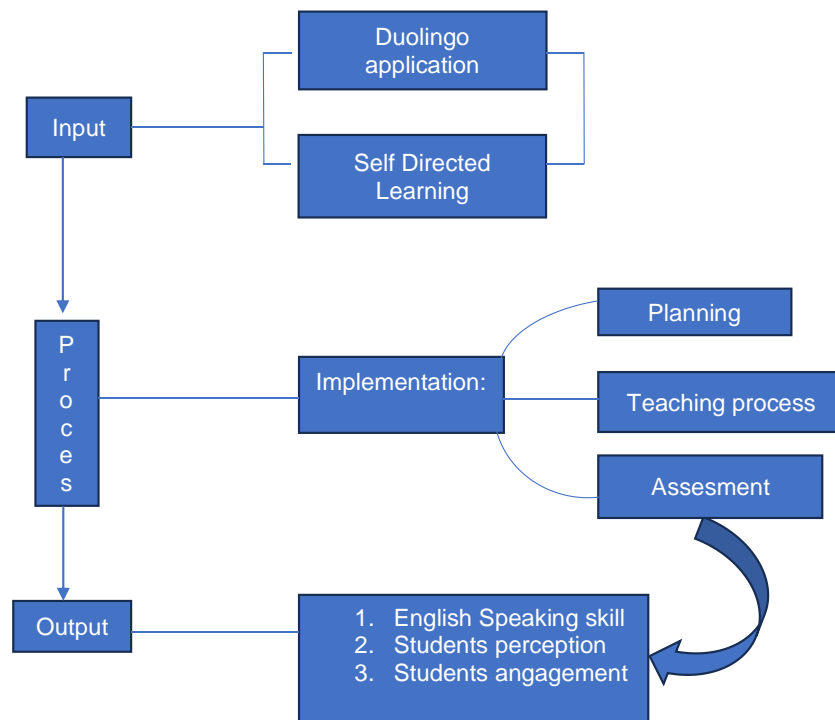 Duolingo
application
Input
Self Directed
Learning
P
r
o
c
e
s
Planning
Implementation:
Teaching process
Assesment
Output
1. English Speaking skill
2. Students perception
3. Students angagement